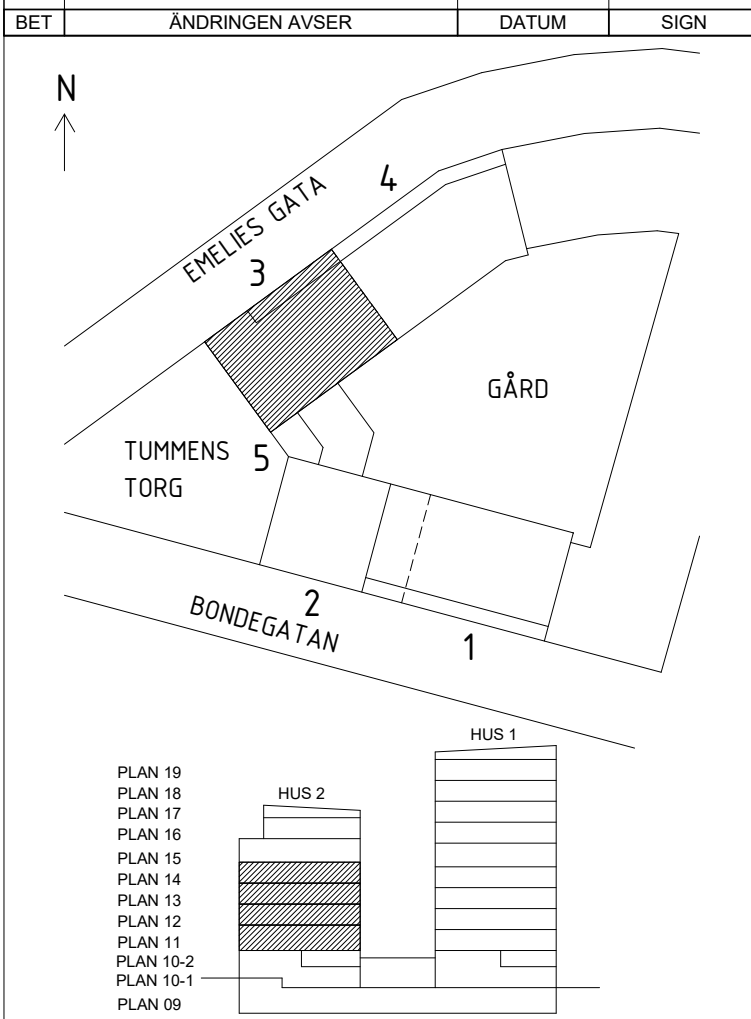 BET ÄNDRINGEN AVSER DATUM SIGN
N
4
EMELIES GATA
3
GÅRD
TUMMENS
TORG
5
2
BONDEGATAN
1
HUS 1
PLAN 19
PLAN 18
HUS 2
PLAN 17
PLAN 16
PLAN 15
PLAN 14
PLAN 13
PLAN 12
PLAN 11
PLAN 10-2
PLAN 10-1
PLAN 09